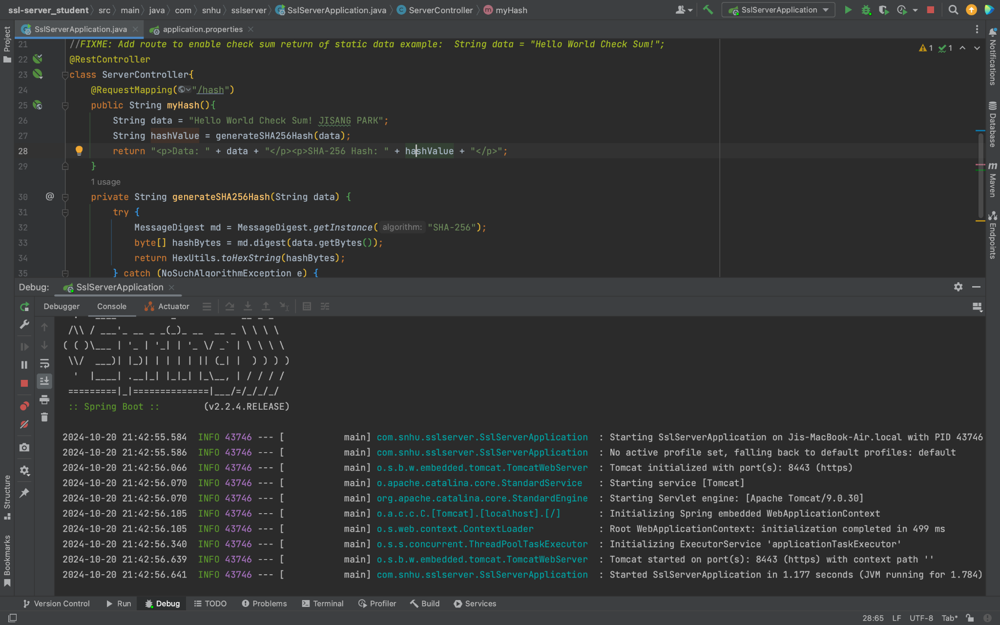 ssl-server_student src main java com snhu sslserver SslServerApplication.java ServerController myHash SslServerApplication
SslServerApplication.java application.properties
Project
Notifications
Database
Maven
Endpoints
21 //FIXME: Add route to enable check sum return of static data example:  String data = "Hello World Check Sum!";
1 1
22 @RestController
23 class ServerController{
24 @RequestMapping("/hash")
25 public String myHash(){
26 String data = "Hello World Check Sum! JISANG PARK";
27 String hashValue = generateSHA256Hash(data);
28 return "<p>Data: " + data + "</p><p>SHA-256 Hash: " + hashValue + "</p>";
29 }
1 usage
30 @ private String generateSHA256Hash(String data) {
31 try {
32 MessageDigest md = MessageDigest.getInstance( algorithm: "SHA-256");
33 byte[] hashBytes = md.digest(data.getBytes());
34 return HexUtils.toHexString(hashBytes);
35 } catch (NoSuchAlgorithmException e) {
Debug: SslServerApplication
Debugger Console Actuator
/\\ / ___'_ __ _ _(_)_ __  __ _ \ \ \ \
( ( )\___ | '_ | '_| | '_ \/ _` | \ \ \ \
\\/  ___)| |_)| | | | | || (_| |  ) ) ) )
'  |____| .__|_| |_|_| |_\__, | / / / /
=========|_|==============|___/=/_/_/_/
:: Spring Boot ::        (v2.2.4.RELEASE)
2024-10-20 21:42:55.584  INFO 43746 --- [           main] com.snhu.sslserver.SslServerApplication  : Starting SslServerApplication on Jis-MacBook-Air.local with PID 43746
2024-10-20 21:42:55.586  INFO 43746 --- [           main] com.snhu.sslserver.SslServerApplication  : No active profile set, falling back to default profiles: default
2024-10-20 21:42:56.066  INFO 43746 --- [           main] o.s.b.w.embedded.tomcat.TomcatWebServer  : Tomcat initialized with port(s): 8443 (https)
2024-10-20 21:42:56.070  INFO 43746 --- [           main] o.apache.catalina.core.StandardService   : Starting service [Tomcat]
2024-10-20 21:42:56.070  INFO 43746 --- [           main] org.apache.catalina.core.StandardEngine  : Starting Servlet engine: [Apache Tomcat/9.0.30]
2024-10-20 21:42:56.105  INFO 43746 --- [           main] o.a.c.c.C.[Tomcat].[localhost].[/]       : Initializing Spring embedded WebApplicationContext
2024-10-20 21:42:56.105  INFO 43746 --- [           main] o.s.web.context.ContextLoader            : Root WebApplicationContext: initialization completed in 499 ms
2024-10-20 21:42:56.340  INFO 43746 --- [           main] o.s.s.concurrent.ThreadPoolTaskExecutor  : Initializing ExecutorService 'applicationTaskExecutor'
2024-10-20 21:42:56.639  INFO 43746 --- [           main] o.s.b.w.embedded.tomcat.TomcatWebServer  : Tomcat started on port(s): 8443 (https) with context path ''
2024-10-20 21:42:56.641  INFO 43746 --- [           main] com.snhu.sslserver.SslServerApplication  : Started SslServerApplication in 1.177 seconds (JVM running for 1.784)
Structure
Bookmarks
Version Control Run Debug TODO Problems Terminal Profiler Build Services
28:65 LF UTF-8 Tab*